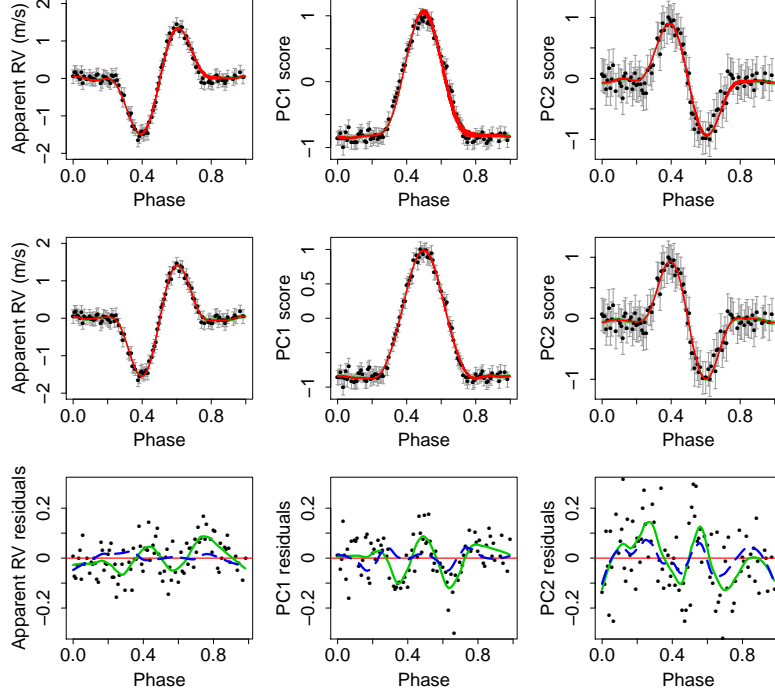 Apparent RV (m/s)
2
1
0
−1
−2
0.0 0.4 0.8
Phase
PC1 score
1
0
−1
0.0 0.4 0.8
Phase
PC2 score
1
0
−1
0.0 0.4 0.8
Phase
Apparent RV (m/s)
2
1
0
−1
−2
0.0 0.4 0.8
Phase
PC1 score
1
0.5
0
−1
0.0 0.4 0.8
Phase
PC2 score
1
0
−1
0.0 0.4 0.8
Phase
Apparent RV residuals
0.2
0
−0.2
0.0 0.4 0.8
Phase
PC1 residuals
0.2
0
−0.2
0.0 0.4 0.8
Phase
PC2 residuals
0.2
0
−0.2
0.0 0.4 0.8
Phase